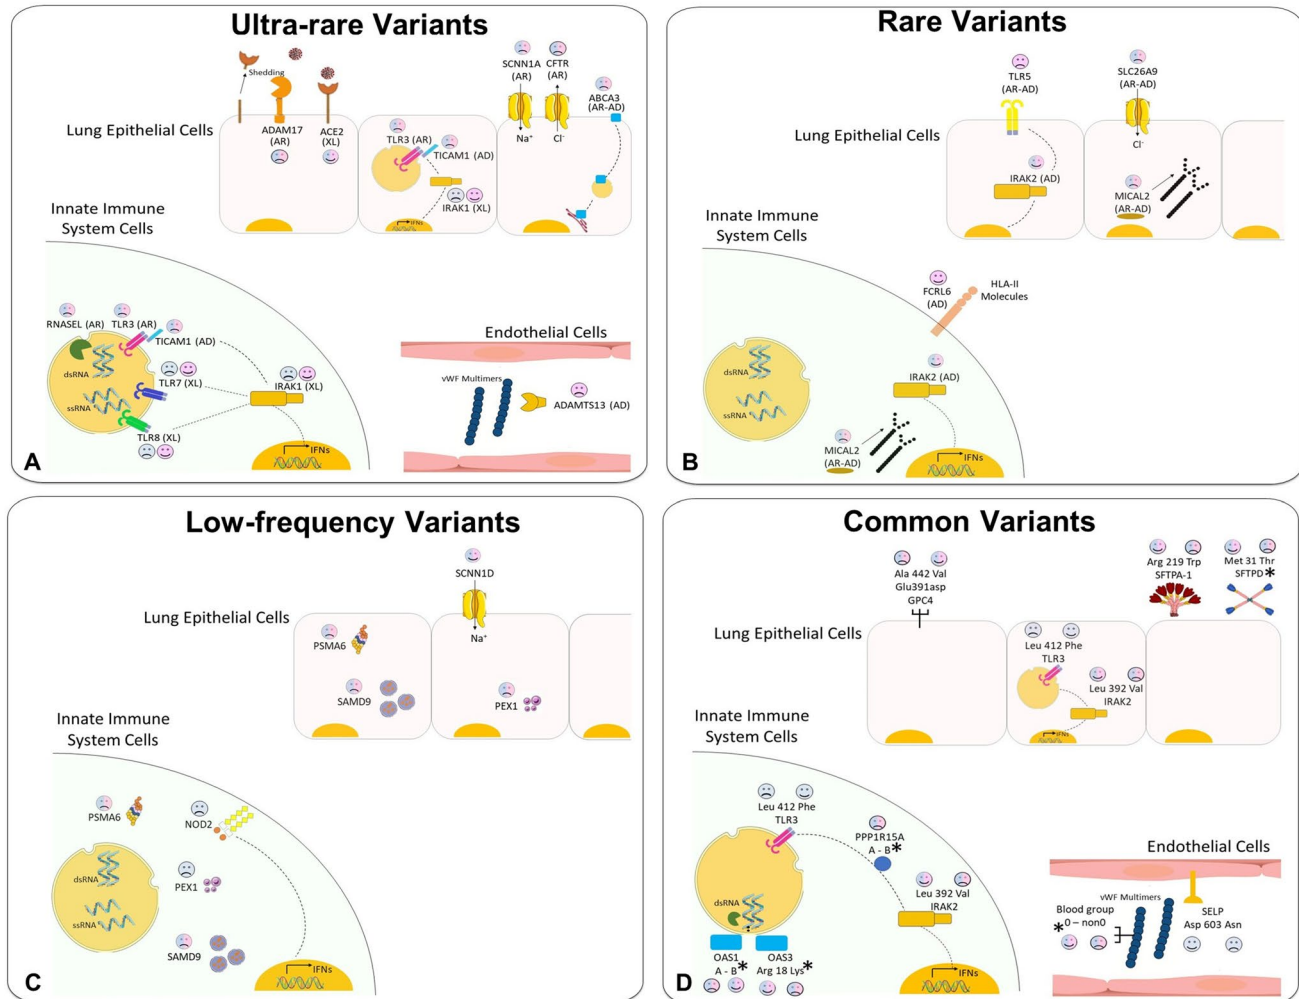 Ultra-rare Variants
Shedding
SCNN1A
(AR)
CFTR
(AR)
ABCA3
(AR-AD)
Lung Epithelial Cells
ADAM17
(AR)
ACE2
(XL)
Na⁺
Cl⁻
TLR3 (AR)
TICAM1 (AD)
IRAK1 (XL)
IFNs
Innate Immune
System Cells
RNASEL (AR)
TLR3 (AR)
TICAM1 (AD)
dsRNA
TLR7 (XL)
IRAK1 (XL)
ssRNA
TLR8 (XL)
IFNs
Endothelial Cells
vWF Multimers
ADAMTS13 (AD)
A
Rare Variants
TLR5
(AR-AD)
SLC26A9
(AR-AD)
Lung Epithelial Cells
Cl⁻
IRAK2 (AD)
MICAL2
(AR-AD)
Innate Immune
System Cells
FCRL6
(AD)
HLA-II
Molecules
dsRNA
IRAK2 (AD)
ssRNA
MICAL2
(AR-AD)
IFNs
B
Low-frequency Variants
SCNN1D
Lung Epithelial Cells
Na⁺
PSMA6
SAMD9
PEX1
Innate Immune
System Cells
PSMA6
NOD2
dsRNA
PEX1
ssRNA
SAMD9
IFNs
C
Common Variants
Ala 442 Val
Glu391asp
GPC4
Arg 219 Trp
SFTPA-1
Met 31 Thr
SFTPD*
Lung Epithelial Cells
Leu 412 Phe
TLR3
Leu 392 Val
IRAK2
IFNs
Innate Immune
System Cells
Leu 412 Phe
TLR3
PPP1R15A
A - B*
Leu 392 Val
IRAK2
dsRNA
OAS1
A - B*
OAS3
Arg 18 Lys*
IFNs
Endothelial Cells
vWF Multimers
Blood group
*0 – non0
SELP
Asp 603 Asn
D